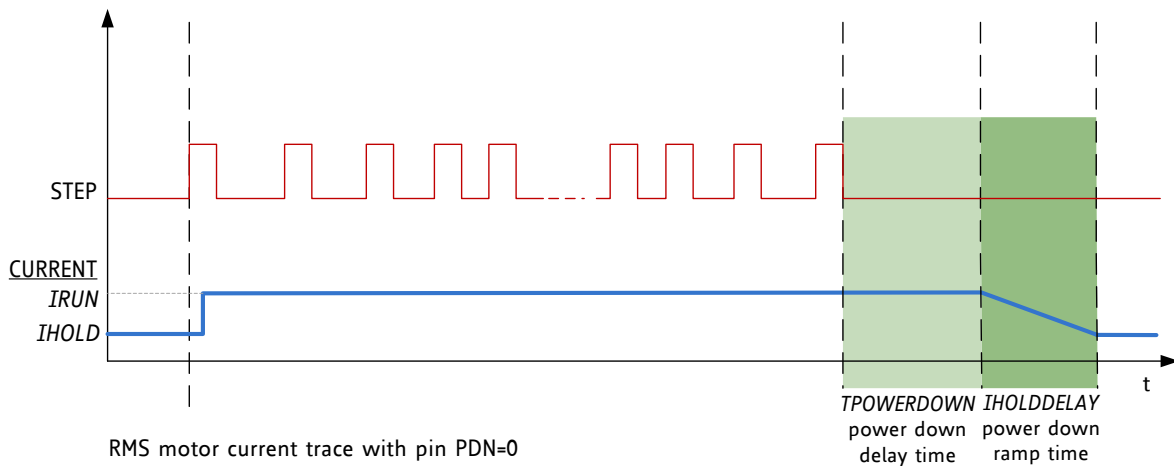 STEP
CURRENT
IRUN
IHOLD
t
TPOWERDOWN
power down
delay time
IHOLDDELAY
power down
ramp time
RMS motor current trace with pin PDN=0